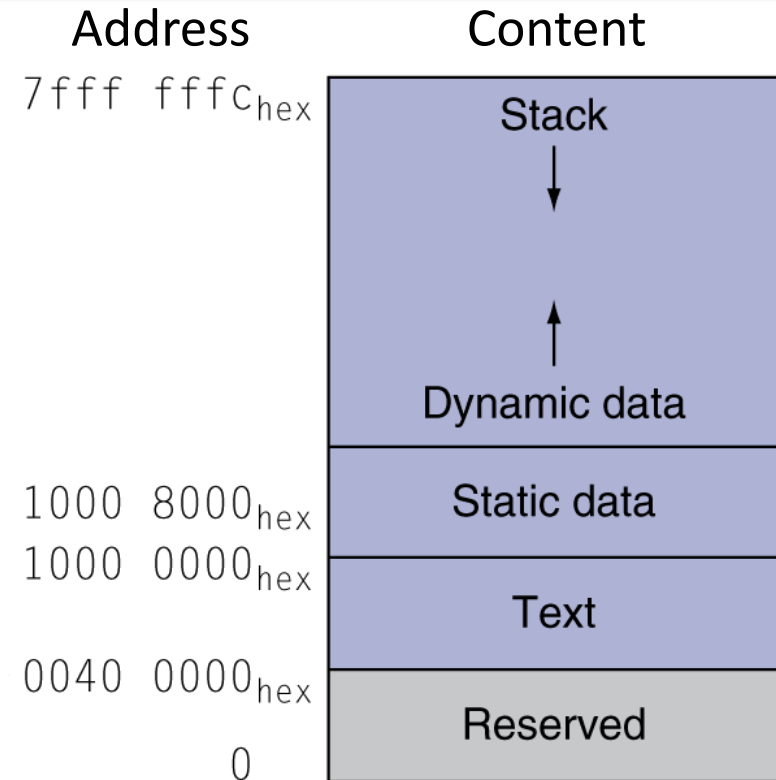 Address Content
7fff fffchex
Stack
Dynamic data
1000 8000hex
Static data
1000 0000hex
Text
0040 0000hex
Reserved
0